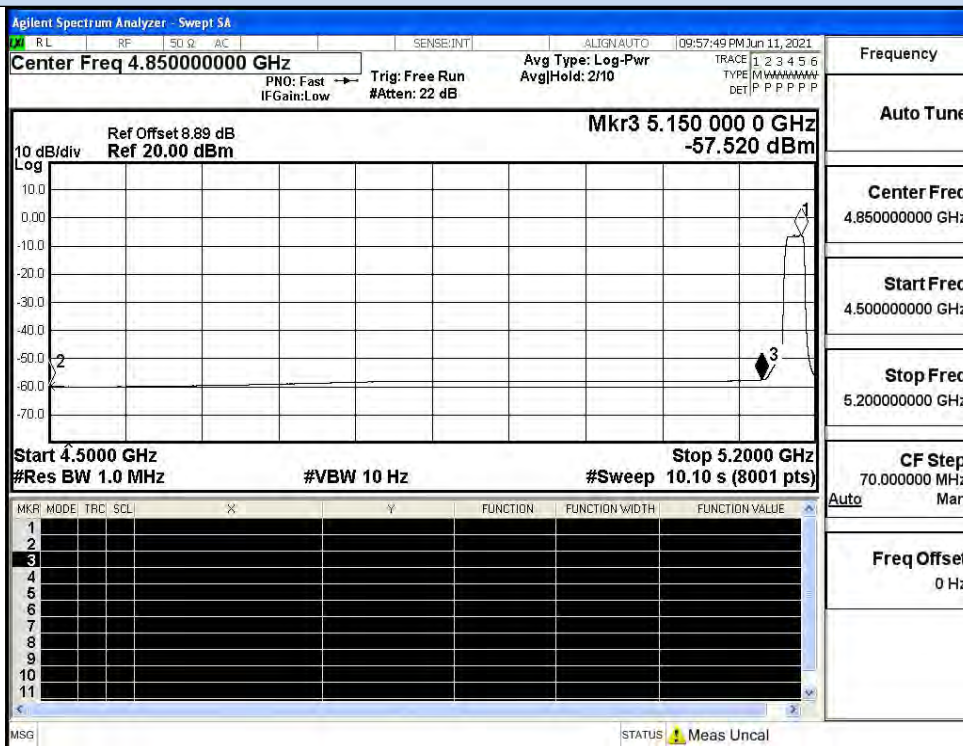 Agilent Spectrum Analyzer - Swept SA
RL RF 50 Ω AC SENSE:INT ALIGN AUTO 09:57:49 PM Jun 11, 2021
Center Freq 4.850000000 GHz
PNO: Fast
IFGain:Low
Trig: Free Run
#Atten: 22 dB
Avg Type: Log-Pwr
Avg|Hold: 2/10
TRACE 1 2 3 4 5 6
TYPE M
DET P P P P P P
Ref Offset 8.89 dB
10 dB/div Ref 20.00 dBm
Log
Mkr3 5.150 000 0 GHz
-57.520 dBm
10.0
0.00
-10.0
-20.0
-30.0
-40.0
-50.0
-60.0
-70.0
1
2
3
Start 4.5000 GHz Stop 5.2000 GHz
#Res BW 1.0 MHz #VBW 10 Hz #Sweep 10.10 s (8001 pts)
MKR MODE TRC SCL X Y FUNCTION FUNCTION WIDTH FUNCTION VALUE
1
2
3
4
5
6
7
8
9
10
11
MSG STATUS Meas Uncal
Frequency
Auto Tune
Center Freq
4.850000000 GHz
Start Freq
4.500000000 GHz
Stop Freq
5.200000000 GHz
CF Step
70.000000 MHz
Auto Man
Freq Offset
0 Hz